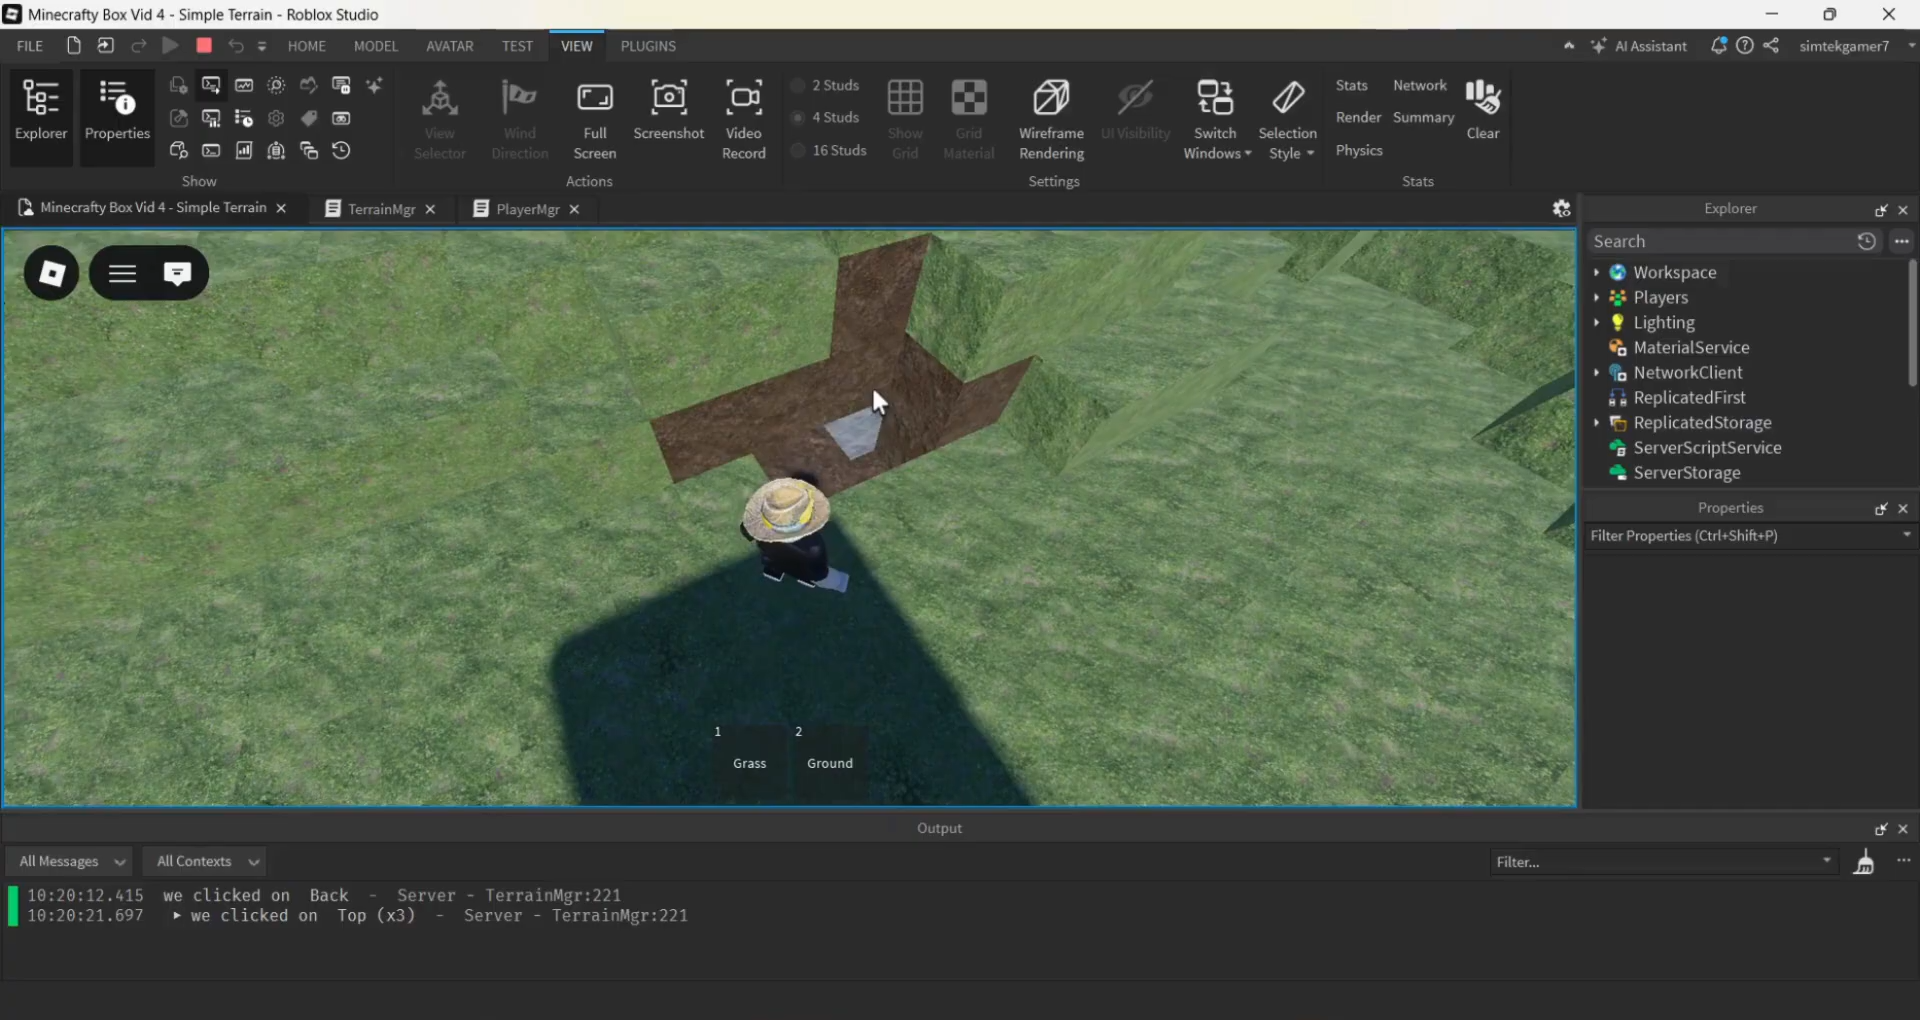 Minecrafty Box Vid 4 - Simple Terrain - Roblox Studio
FILE HOME MODEL AVATAR TEST VIEW PLUGINS AI Assistant simtekgamer7
Explorer
Properties
Show
View Selector
Wind Direction
Full Screen
Screenshot
Video Record
Actions
2 Studs
4 Studs
16 Studs
Show Grid
Grid Material
Wireframe Rendering
UI Visibility
Switch Windows
Selection Style
Settings
Stats Network
Render Summary
Physics
Clear
Stats
Minecrafty Box Vid 4 - Simple Terrain
TerrainMgr
PlayerMgr
1
Grass
2
Ground
Explorer
Search
Workspace
Players
Lighting
MaterialService
NetworkClient
ReplicatedFirst
ReplicatedStorage
ServerScriptService
ServerStorage
Properties
Filter Properties (Ctrl+Shift+P)
Output
All Messages All Contexts Filter...
10:20:12.415 we clicked on Back - Server - TerrainMgr:221
10:20:21.697 we clicked on Top (x3) - Server - TerrainMgr:221